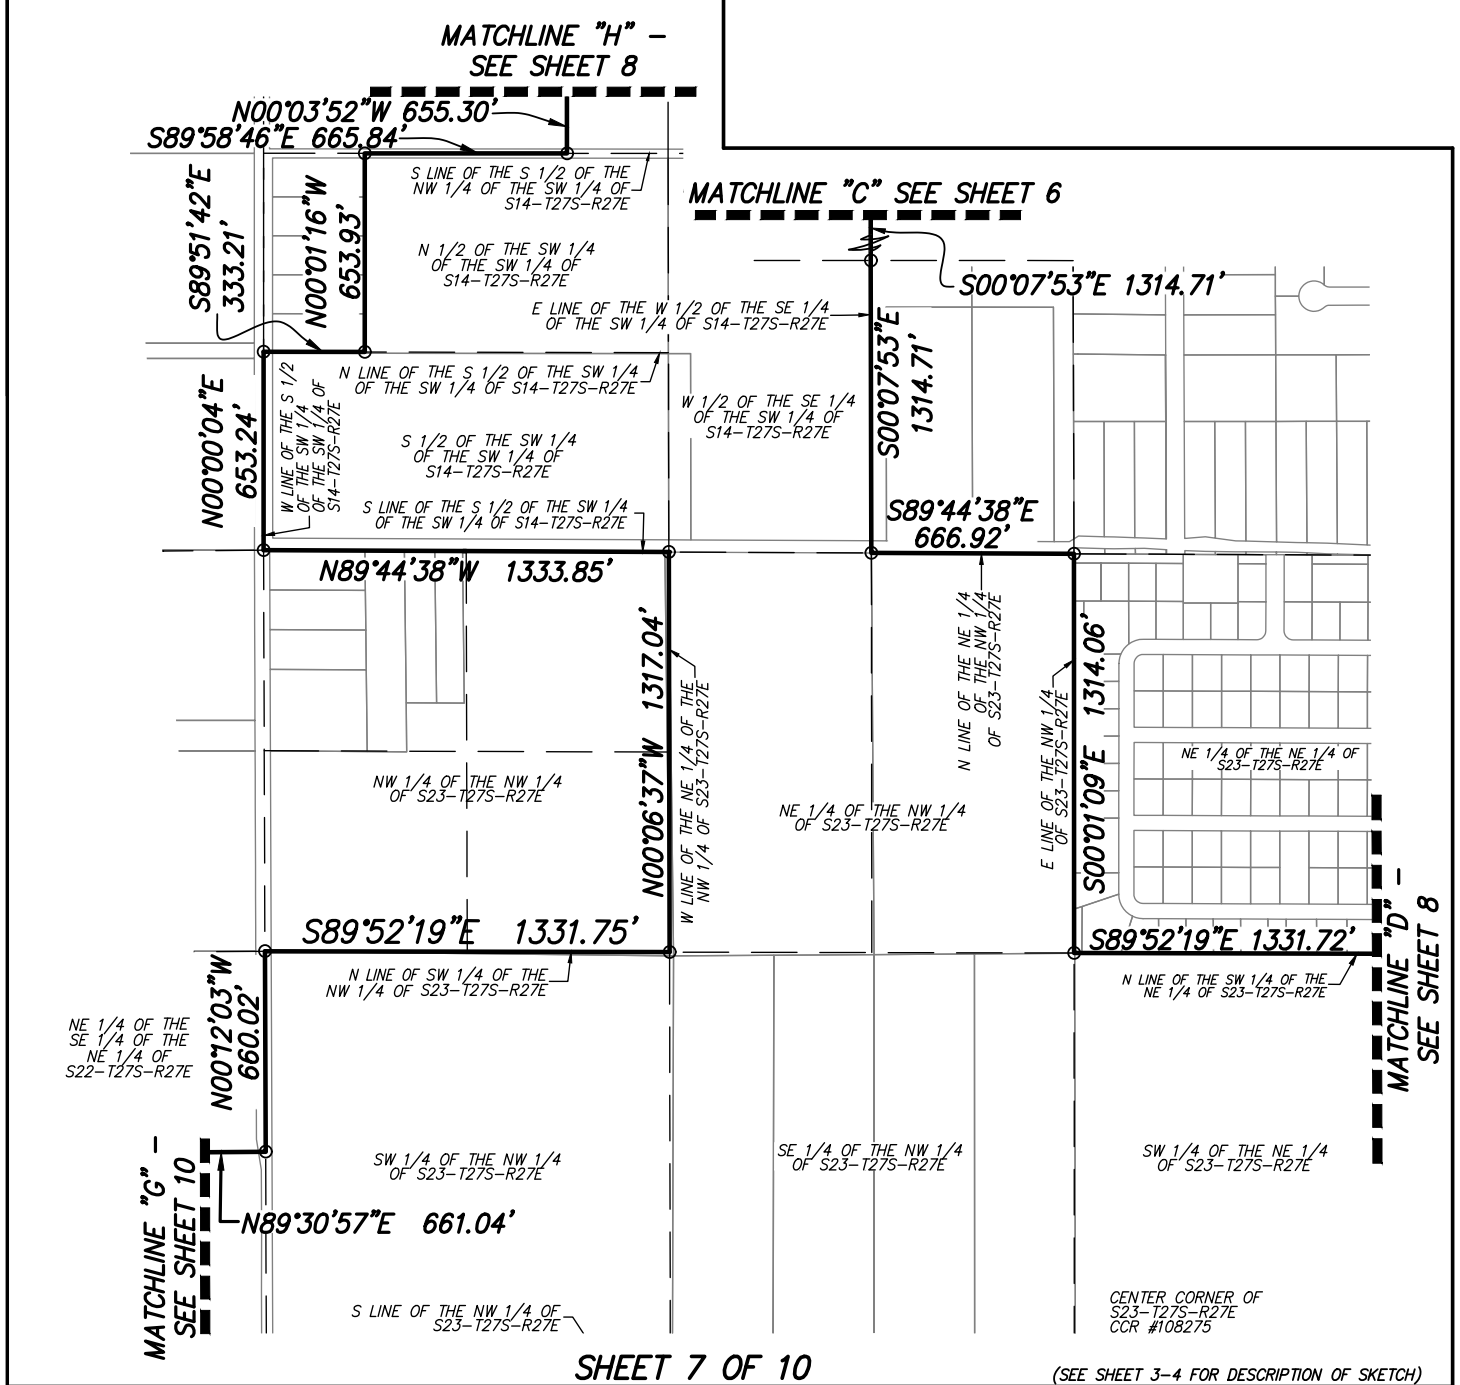 MATCHLINE "H" -
SEE SHEET 8
N00°03'52"W 655.30'
S89°58'46"E 665.84'
S89°51'42"E
333.21'
N00°01'16"W
653.93'
S LINE OF THE S 1/2 OF THE
NW 1/4 OF THE SW 1/4 OF
S14-T27S-R27E
MATCHLINE "C" SEE SHEET 6
N 1/2 OF THE SW 1/4
OF THE SW 1/4 OF
S14-T27S-R27E
S00°07'53"E 1314.71'
E LINE OF THE W 1/2 OF THE SE 1/4
OF THE SW 1/4 OF S14-T27S-R27E
S00°07'53"E
1314.71'
N LINE OF THE S 1/2 OF THE SW 1/4
OF THE SW 1/4 OF S14-T27S-R27E
N00°00'04"E
653.24'
W LINE OF THE S 1/2
OF THE SW 1/4
OF THE SW 1/4 OF
S14-T27S-R27E
W 1/2 OF THE SE 1/4
OF THE SW 1/4 OF
S14-T27S-R27E
S 1/2 OF THE SW 1/4
OF THE SW 1/4 OF
S14-T27S-R27E
S LINE OF THE S 1/2 OF THE SW 1/4
OF THE SW 1/4 OF S14-T27S-R27E
S89°44'38"E
666.92'
N89°44'38"W 1333.85'
N00°06'37"W 1317.04'
W LINE OF THE NE 1/4 OF THE
NW 1/4 OF S23-T27S-R27E
N LINE OF THE NE 1/4
OF THE NW 1/4
OF S23-T27S-R27E
E LINE OF THE NW 1/4
OF S23-T27S-R27E
S00°01'09"E 1314.06'
NE 1/4 OF THE NE 1/4 OF
S23-T27S-R27E
NW 1/4 OF THE NW 1/4
OF S23-T27S-R27E
NE 1/4 OF THE NW 1/4
OF S23-T27S-R27E
S89°52'19"E 1331.75'
S89°52'19"E 1331.72'
N LINE OF SW 1/4 OF THE
NW 1/4 OF S23-T27S-R27E
N LINE OF THE SW 1/4 OF THE
NE 1/4 OF S23-T27S-R27E
MATCHLINE "D" -
SEE SHEET 8
N00°12'03"W
660.02'
NE 1/4 OF THE
SE 1/4 OF THE
NE 1/4 OF
S22-T27S-R27E
MATCHLINE "G" -
SEE SHEET 10
SW 1/4 OF THE NW 1/4
OF S23-T27S-R27E
SE 1/4 OF THE NW 1/4
OF S23-T27S-R27E
SW 1/4 OF THE NE 1/4
OF S23-T27S-R27E
N89°30'57"E 661.04'
S LINE OF THE NW 1/4 OF
S23-T27S-R27E
CENTER CORNER OF
S23-T27S-R27E
CCR #108275
SHEET 7 OF 10
(SEE SHEET 3-4 FOR DESCRIPTION OF SKETCH)